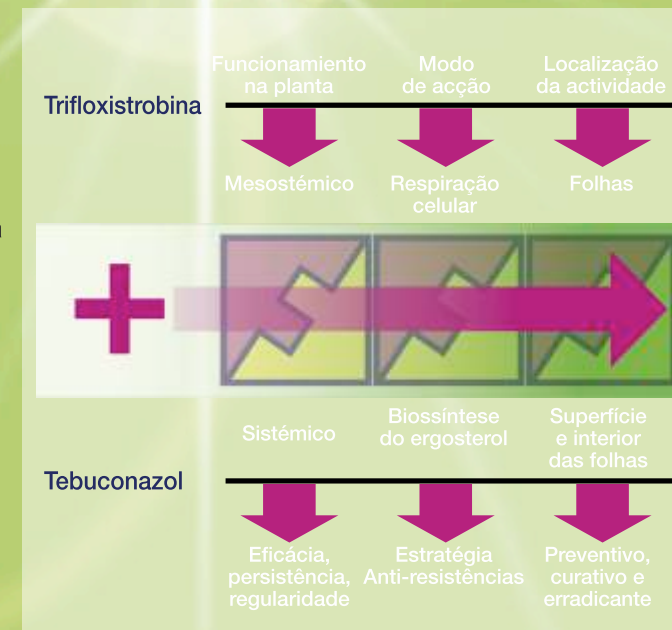 Funcionamento
na planta
Modo
de acção
Localização
da actividade
Trifloxistrobina
Mesostémico
Respiração
celular
Folhas
+
Sistémico
Biossíntese
do ergosterol
Superfície
e interior
das folhas
Tebuconazol
Eficácia,
persistência,
regularidade
Estratégia
Anti-resistências
Preventivo,
curativo e
erradicante